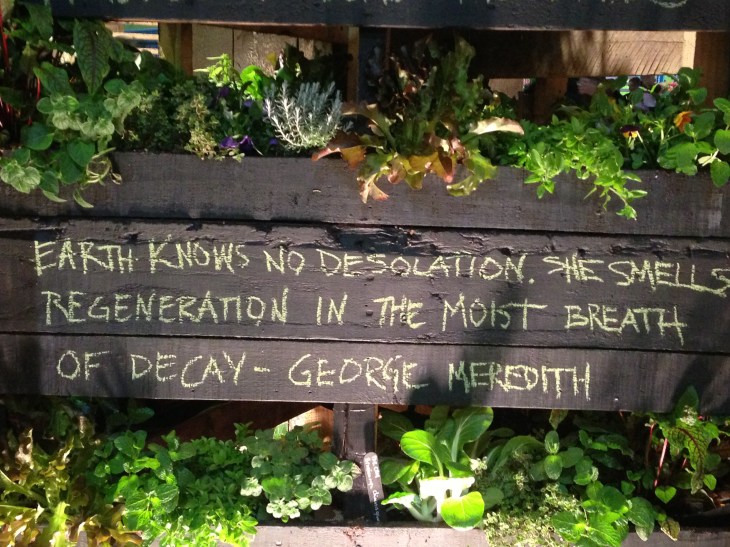 EARTH KNOWS NO DESOLATION. SHE SMELLS
REGENERATION IN THE MOIST BREATH
OF DECAY - GEORGE MEREDITH